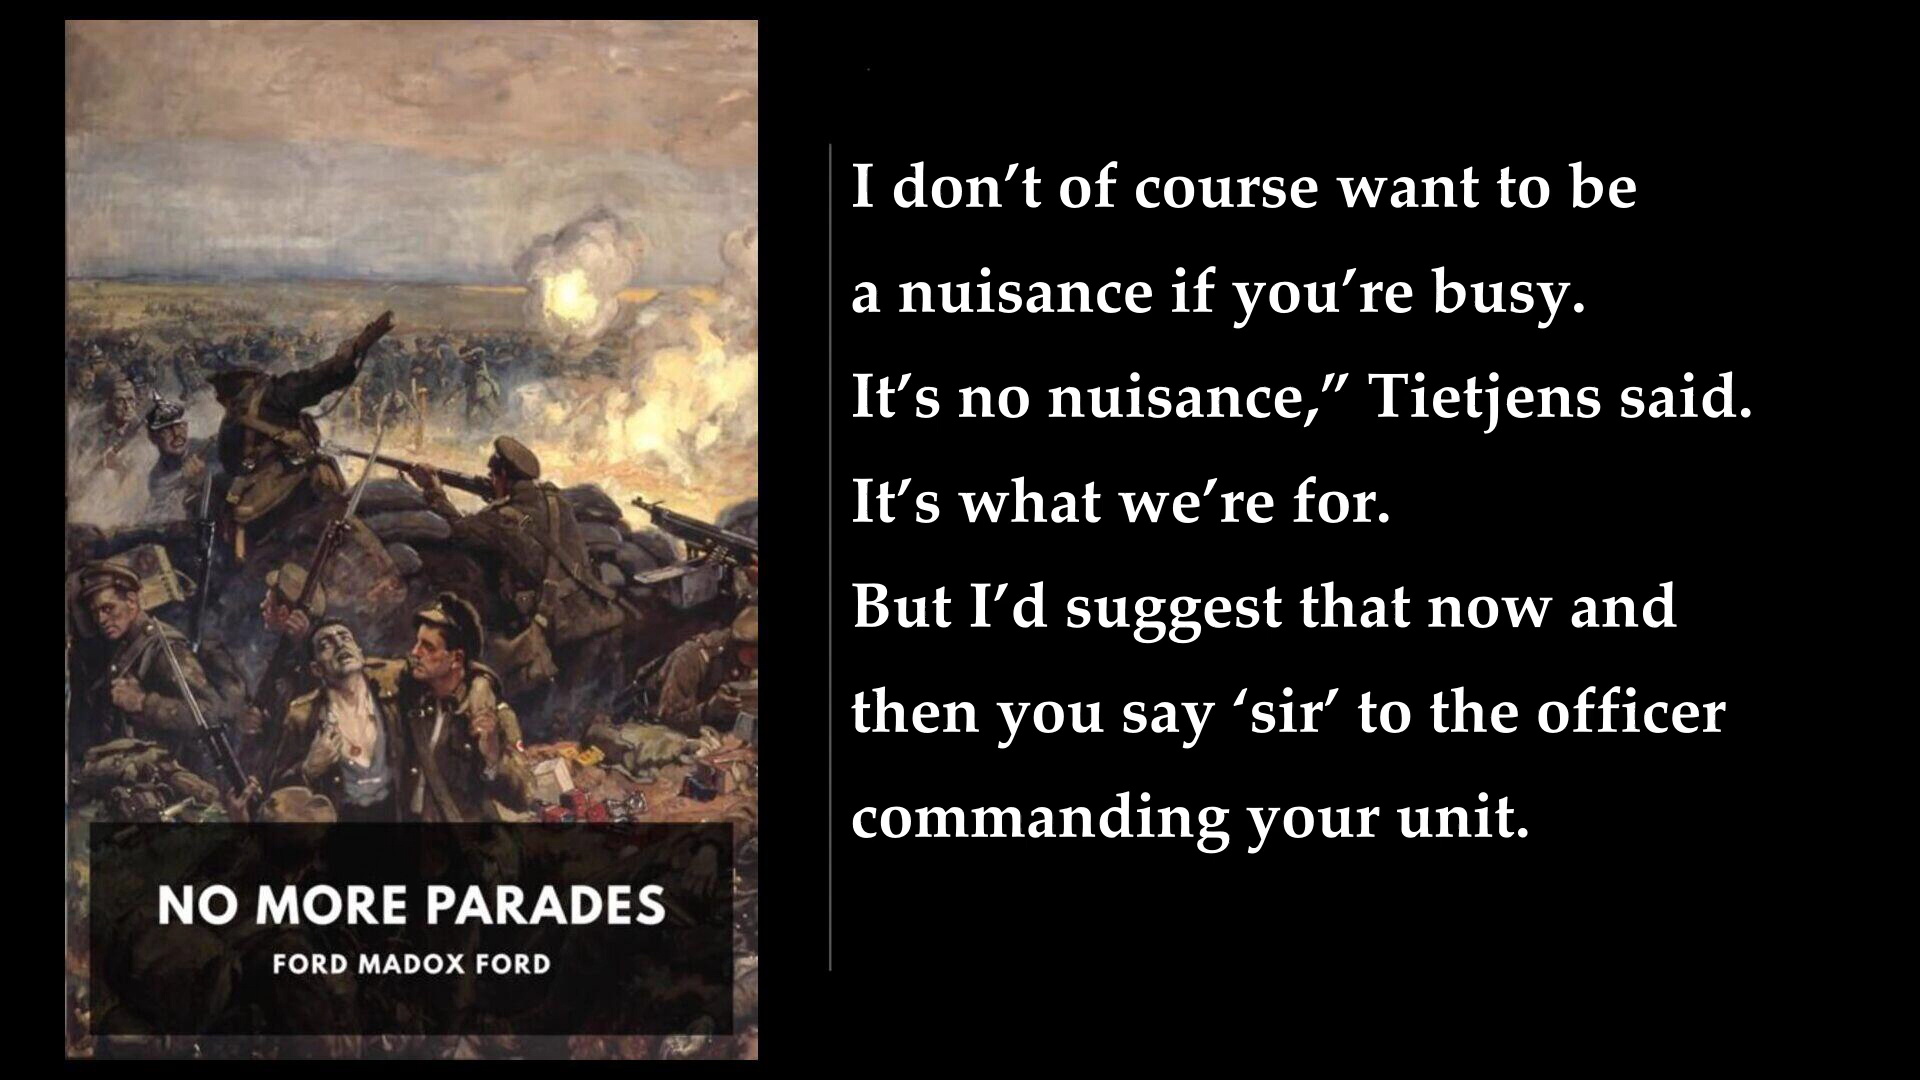 NO MORE PARADES
FORD MADOX FORD
I don’t of course want to be
a nuisance if you’re busy.
It’s no nuisance,” Tietjens said.
It’s what we’re for.
But I’d suggest that now and
then you say ‘sir’ to the officer
commanding your unit.